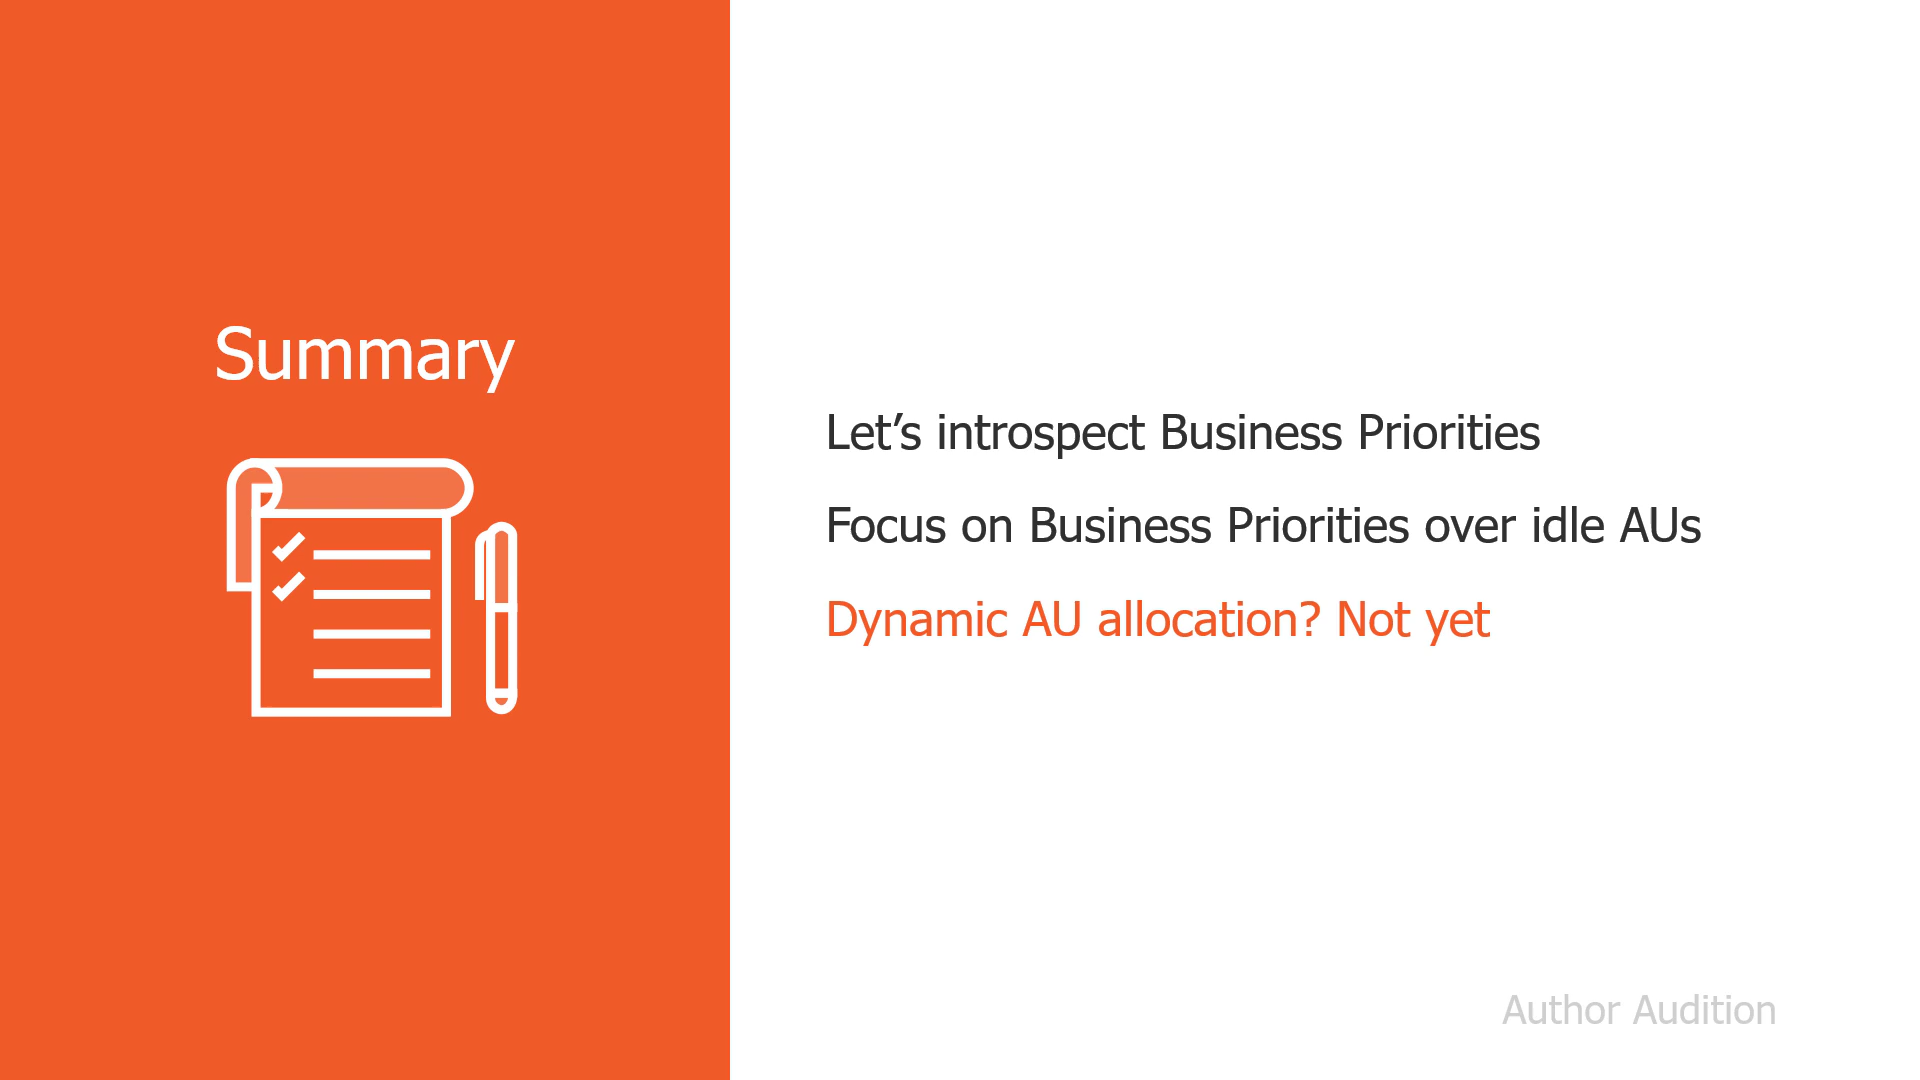 Summary
Let’s introspect Business Priorities
Focus on Business Priorities over idle AUs
Dynamic AU allocation? Not yet
Author Audition